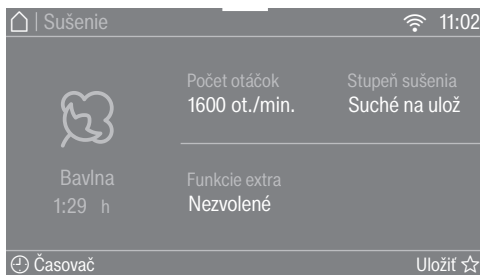 | Sušenie 11:02
Počet otáčok Stupeň sušenia
1600 ot./min. Suché na ulož
Bavlna Funkcie extra
1:29 h Nezvolené
Časovač Uložiť